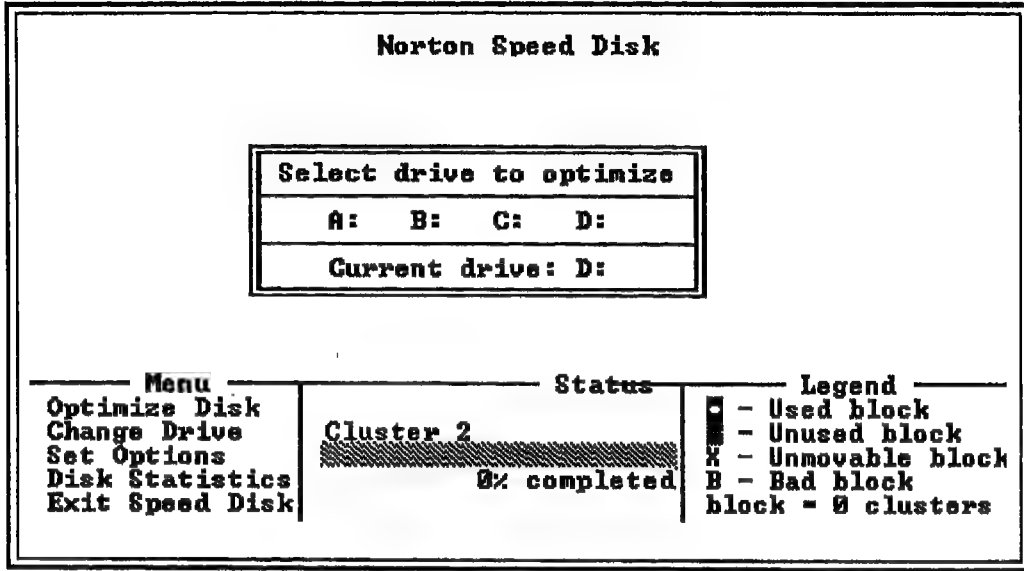 Norton Speed Disk
Select drive to optimize
A: B: C: D:
Current drive: D:
Menu
Optimize Disk
Change Drive
Set Options
Disk Statistics
Exit Speed Disk
Status
Cluster 2
0% completed
Legend
- Used block
- Unused block
X - Unmovable block
B - Bad block
block = 0 clusters